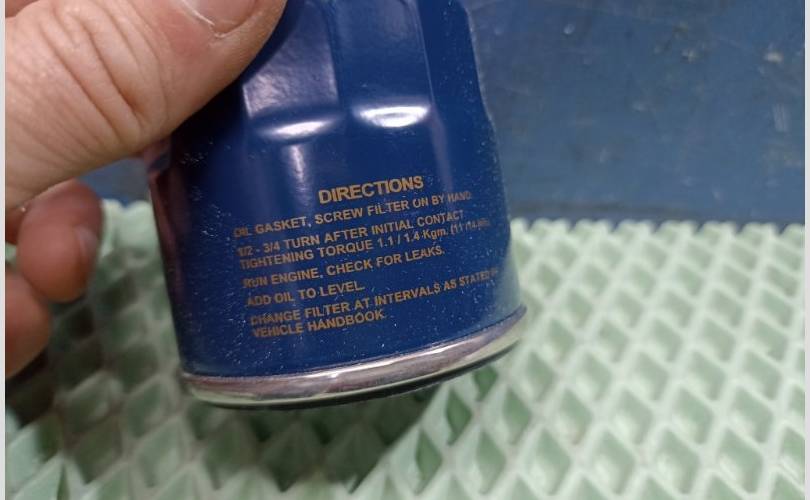 DIRECTIONS
OIL GASKET, SCREW FILTER ON BY HAND
1/2 - 3/4 TURN AFTER INITIAL CONTACT
TIGHTENING TORQUE 1.1 / 1.4 Kgm. (11 /14
RUN ENGINE, CHECK FOR LEAKS.
ADD OIL TO LEVEL.
CHANGE FILTER AT INTERVALS AS STATED
VEHICLE HANDBOOK